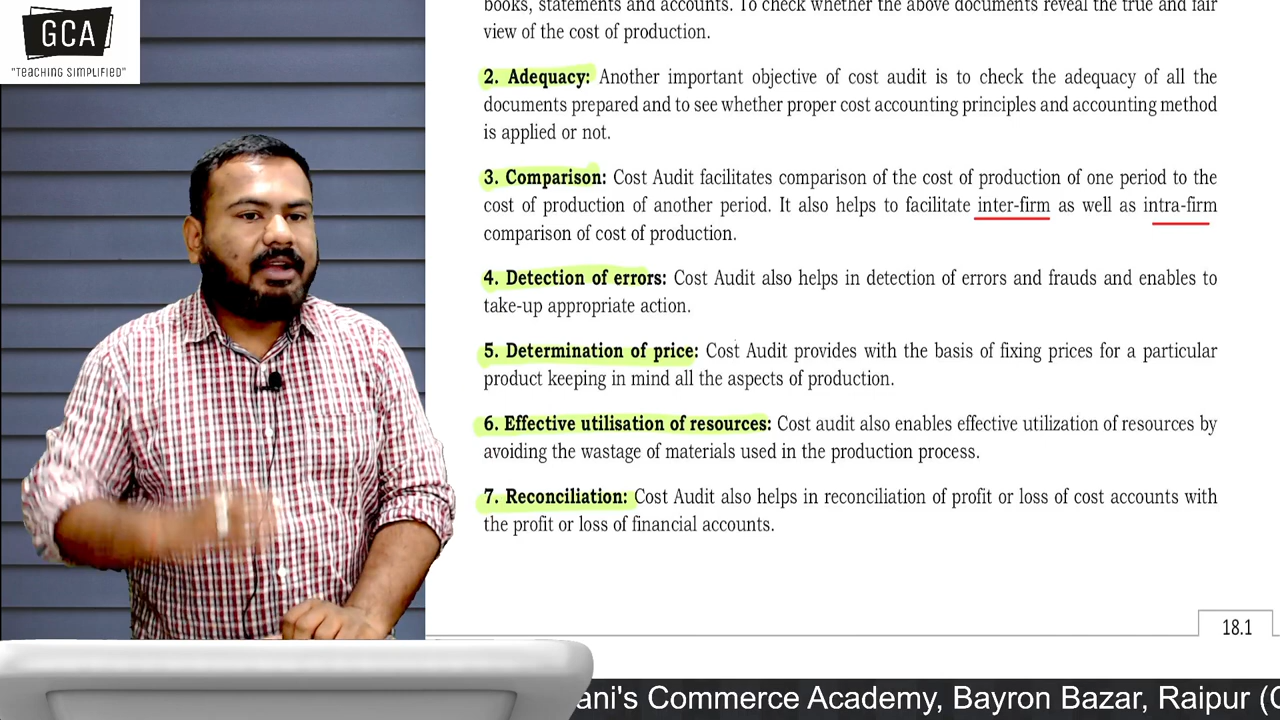 GCA
"TEACHING SIMPLIFIED"
books, statements and accounts. To check whether the above documents reveal the true and fair
view of the cost of production.
2. Adequacy: Another important objective of cost audit is to check the adequacy of all the
documents prepared and to see whether proper cost accounting principles and accounting method
is applied or not.
3. Comparison: Cost Audit facilitates comparison of the cost of production of one period to the
cost of production of another period. It also helps to facilitate inter-firm as well as intra-firm
comparison of cost of production.
4. Detection of errors: Cost Audit also helps in detection of errors and frauds and enables to
take-up appropriate action.
5. Determination of price: Cost Audit provides with the basis of fixing prices for a particular
product keeping in mind all the aspects of production.
6. Effective utilisation of resources: Cost audit also enables effective utilization of resources by
avoiding the wastage of materials used in the production process.
7. Reconciliation: Cost Audit also helps in reconciliation of profit or loss of cost accounts with
the profit or loss of financial accounts.
18.1
Commerce Academy, Bayron Bazar, Raipur